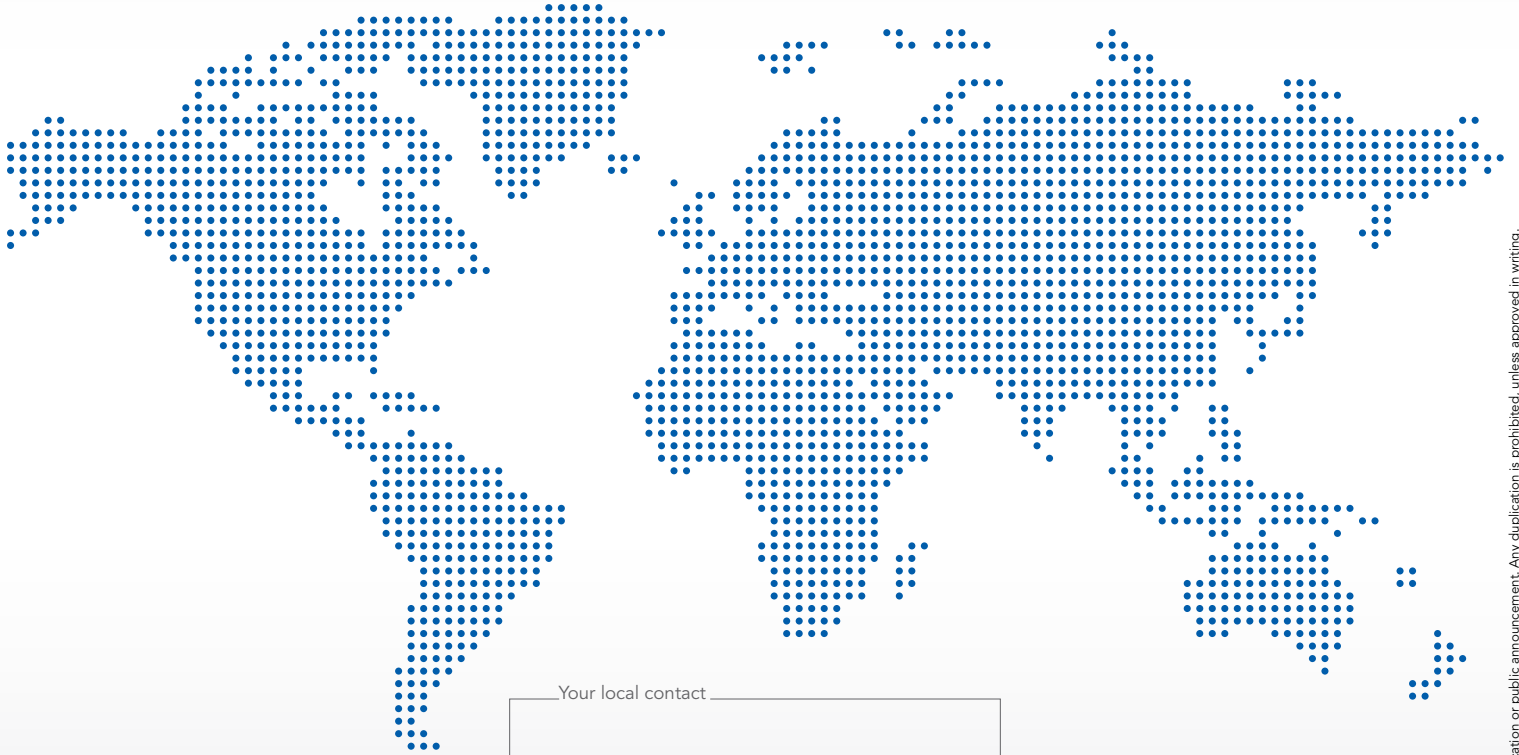 Your local contact
ation or public announcement. Any duplication is prohibited, unless approved in writing.